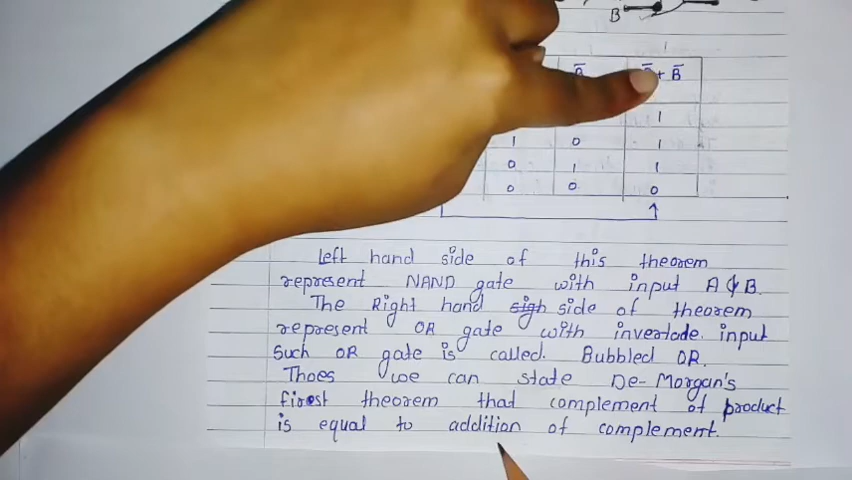 B
B̄
Ā + B̄
1
1 0 1
0 1 1
0 0 0
Left hand side of this theorem
represent NAND gate with input A & B.
The Right hand sigh side of theorem
represent OR gate with invertade. input
Such OR gate is called. Bubbled OR.
Thoes we can state De-Morgan's
first theorem that complement of product
is equal to addition of complement.